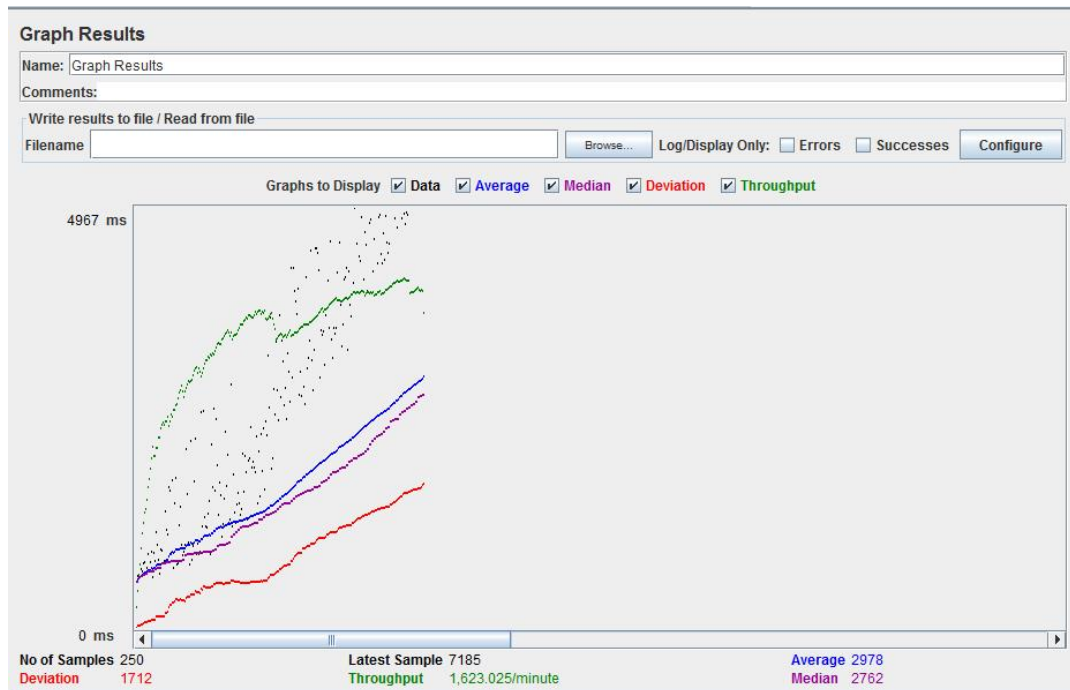 Graph Results
Name: Graph Results
Comments:
Write results to file / Read from file
Filename Browse... Log/Display Only: Errors Successes Configure
Graphs to Display Data Average Median Deviation Throughput
4967 ms
0 ms
No of Samples 250 Latest Sample 7185 Average 2978
Deviation 1712 Throughput 1,623.025/minute Median 2762